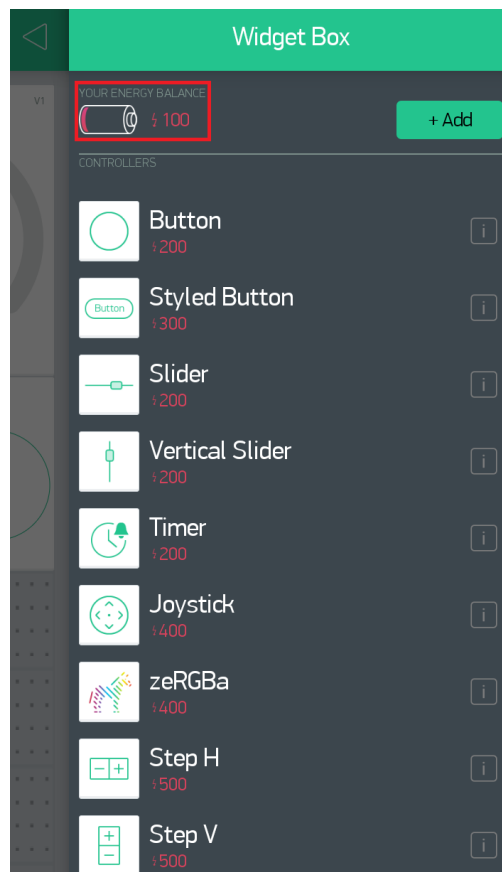 Widget Box
V1
YOUR ENERGY BALANCE
100
+ Add
CONTROLLERS
Button
200
Button
Styled Button
300
Slider
200
Vertical Slider
200
Timer
200
Joystick
400
zeRGBa
400
Step H
500
Step V
500